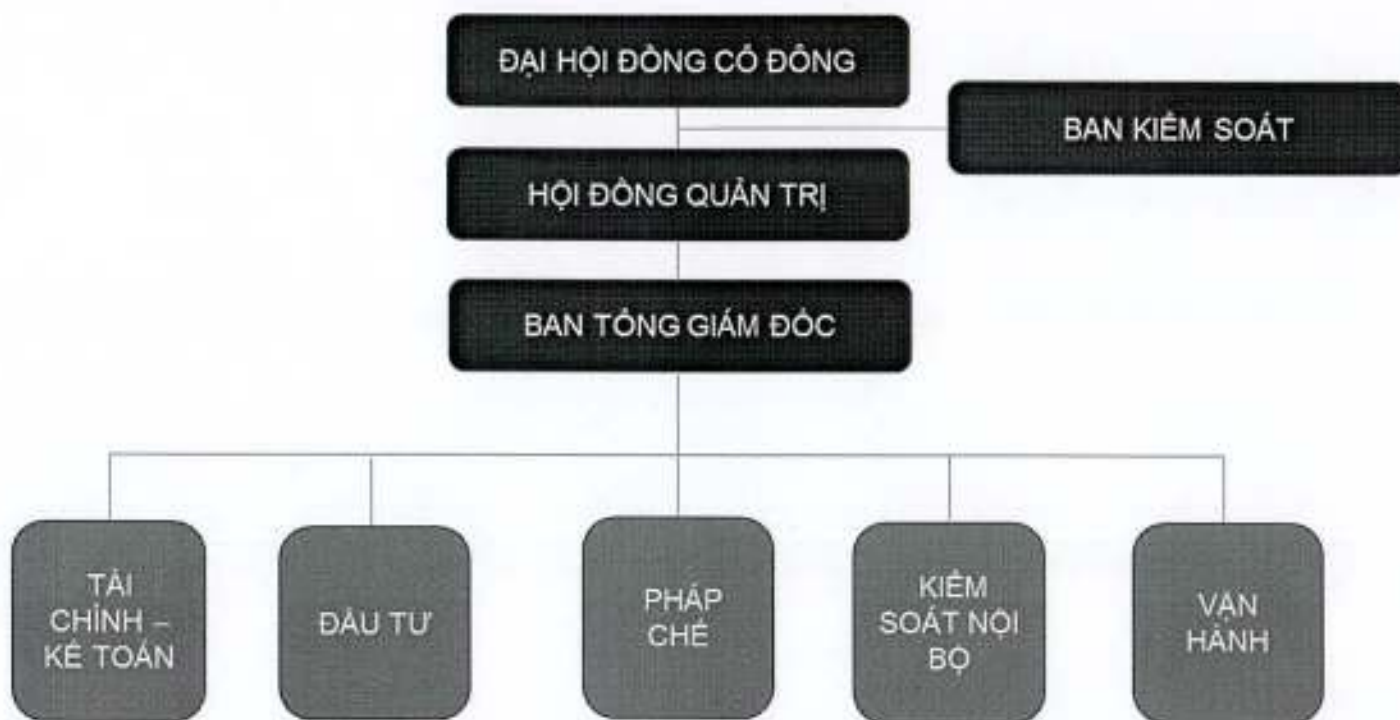 ĐẠI HỘI ĐỒNG CỔ ĐÔNG
BAN KIỂM SOÁT
HỘI ĐỒNG QUẢN TRỊ
BAN TỔNG GIÁM ĐỐC
TÀI
CHÍNH –
KẾ TOÁN
ĐẦU TƯ
PHÁP
CHẾ
KIỂM
SOÁT NỘI
BỘ
VẬN
HÀNH